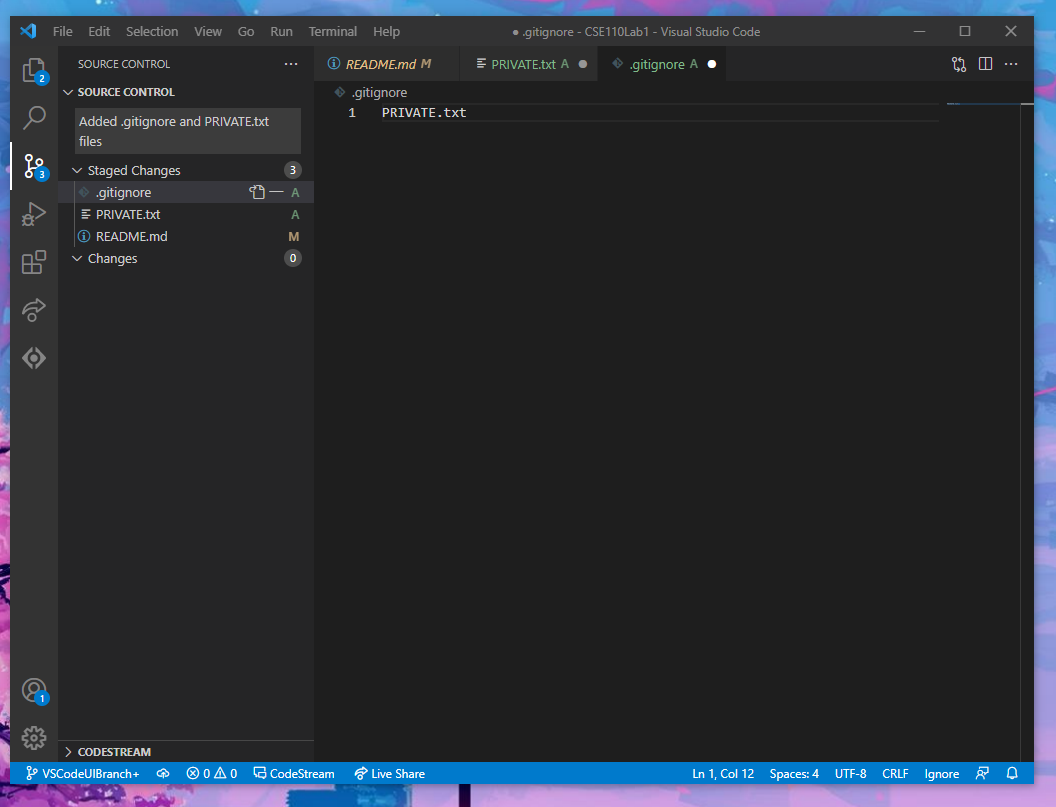 File Edit Selection View Go Run Terminal Help ● .gitignore - CSE110Lab1 - Visual Studio Code
SOURCE CONTROL
README.md M PRIVATE.txt A .gitignore A
SOURCE CONTROL
.gitignore
Added .gitignore and PRIVATE.txt
files
1 PRIVATE.txt
Staged Changes 3
.gitignore A
PRIVATE.txt A
README.md M
Changes 0
2
3
1
CODESTREAM
VSCodeUIBranch+ 0 0 CodeStream Live Share Ln 1, Col 12 Spaces: 4 UTF-8 CRLF Ignore